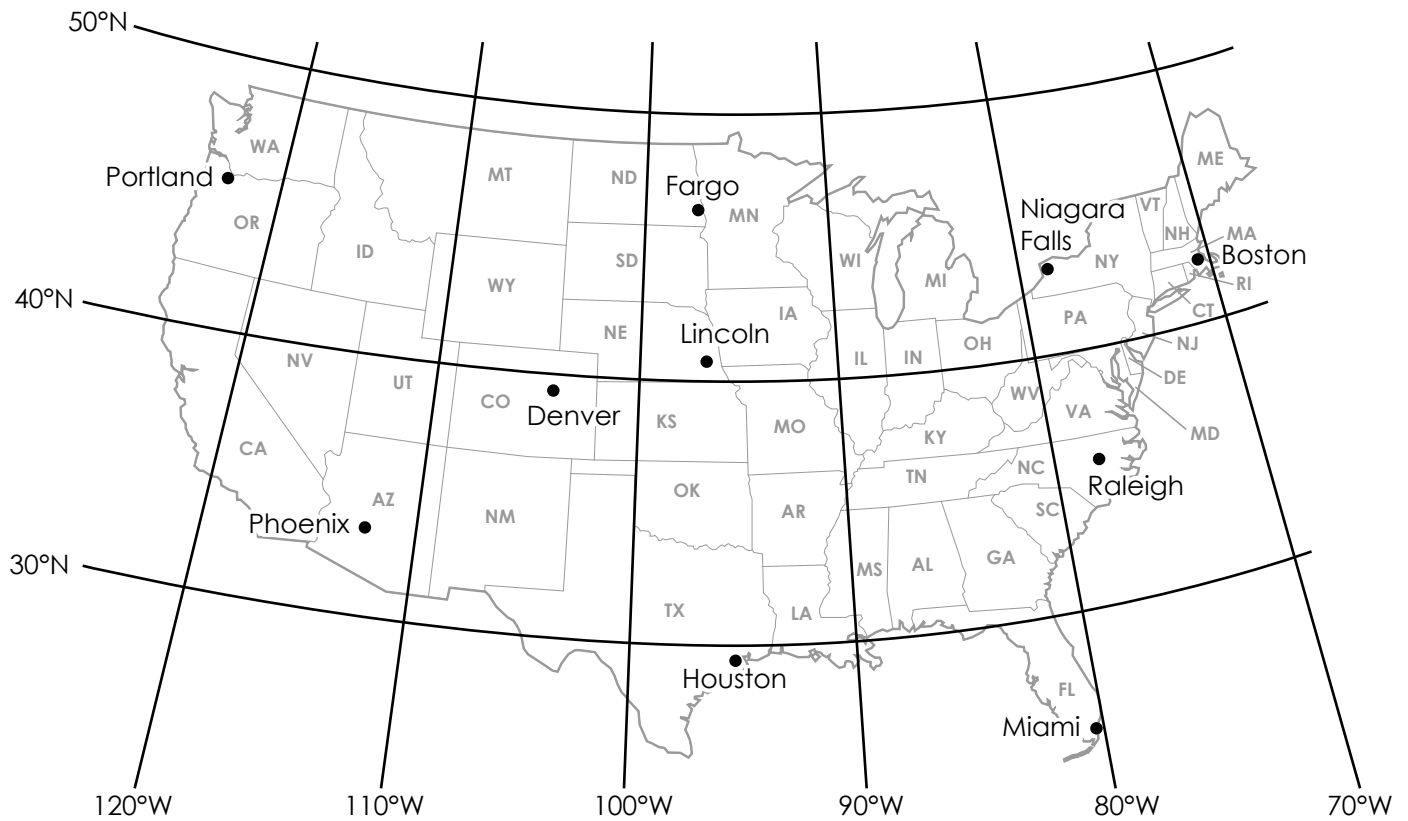 50°N
WA
ME
Portland
MT
ND
Fargo
VT
OR
MN
Niagara
Falls
NH
MA
ID
SD
WI
NY
Boston
MI
WY
RI
40°N
IA
CT
NE
Lincoln
PA
NV
IL
IN
OH
NJ
UT
DE
CO
Denver
WV
VA
KS
MO
KY
MD
CA
TN
NC
AZ
OK
Raleigh
Phoenix
NM
AR
SC
30°N
MS
AL
GA
TX
LA
Houston
FL
Miami
120°W
110°W
100°W
90°W
80°W
70°W